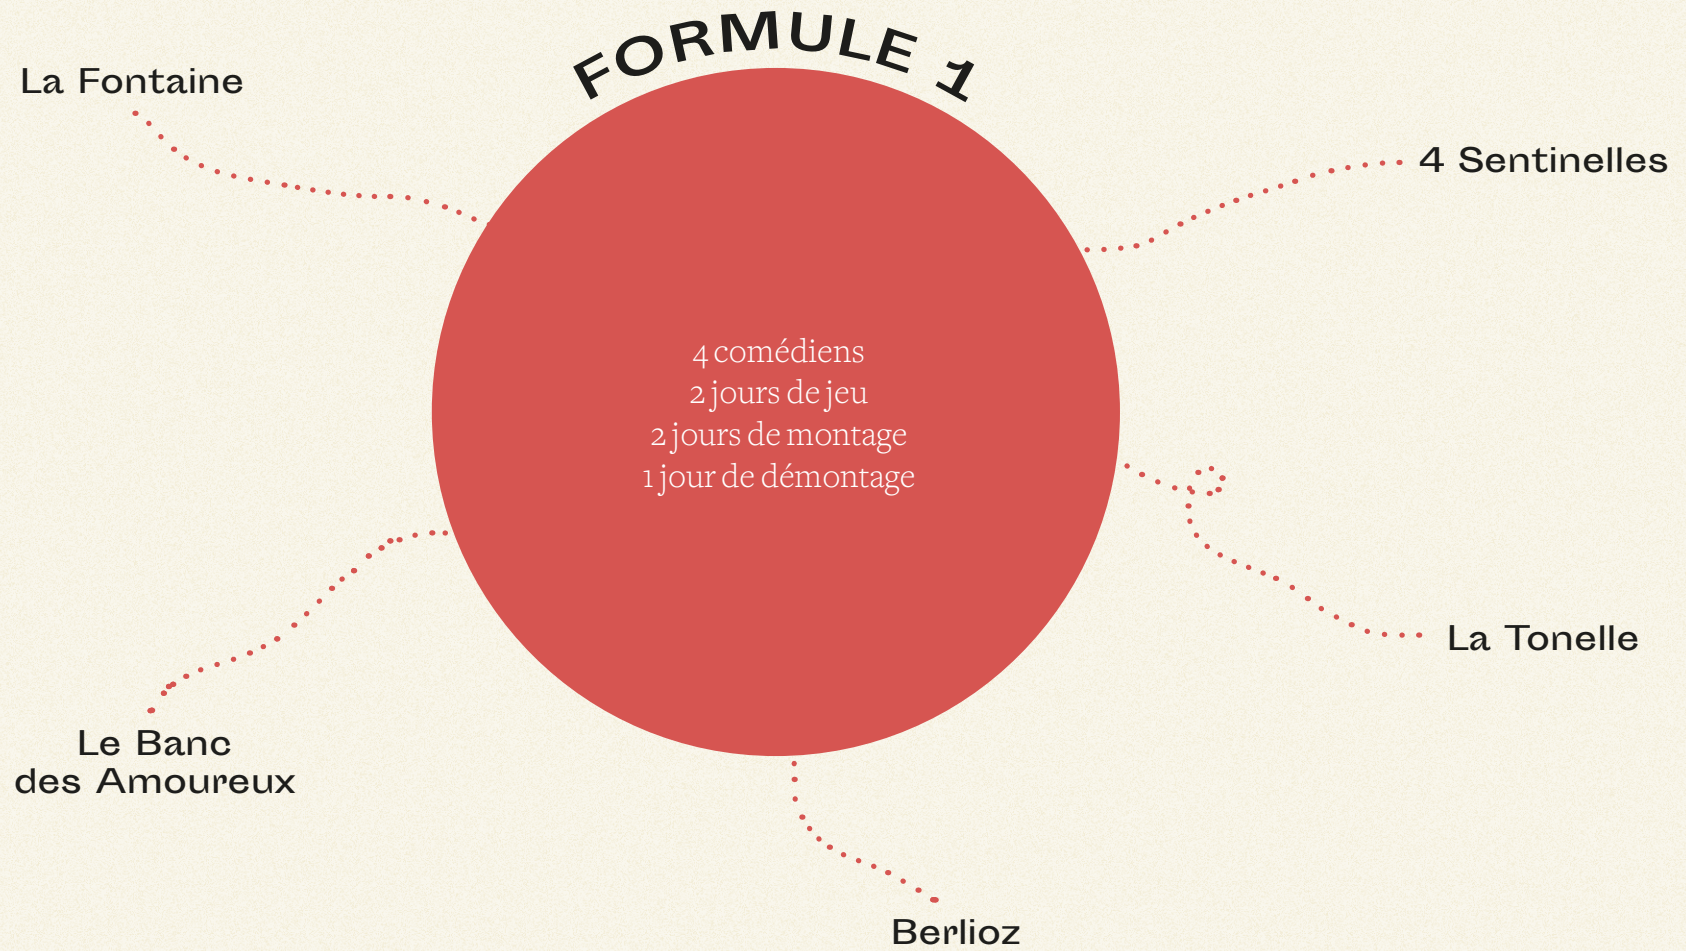 FORMULE 1
La Fontaine
4 Sentinelles
4 comédiens
2 jours de jeu
2 jours de montage
1 jour de démontage
La Tonelle
Le Banc
des Amoureux
Berlioz